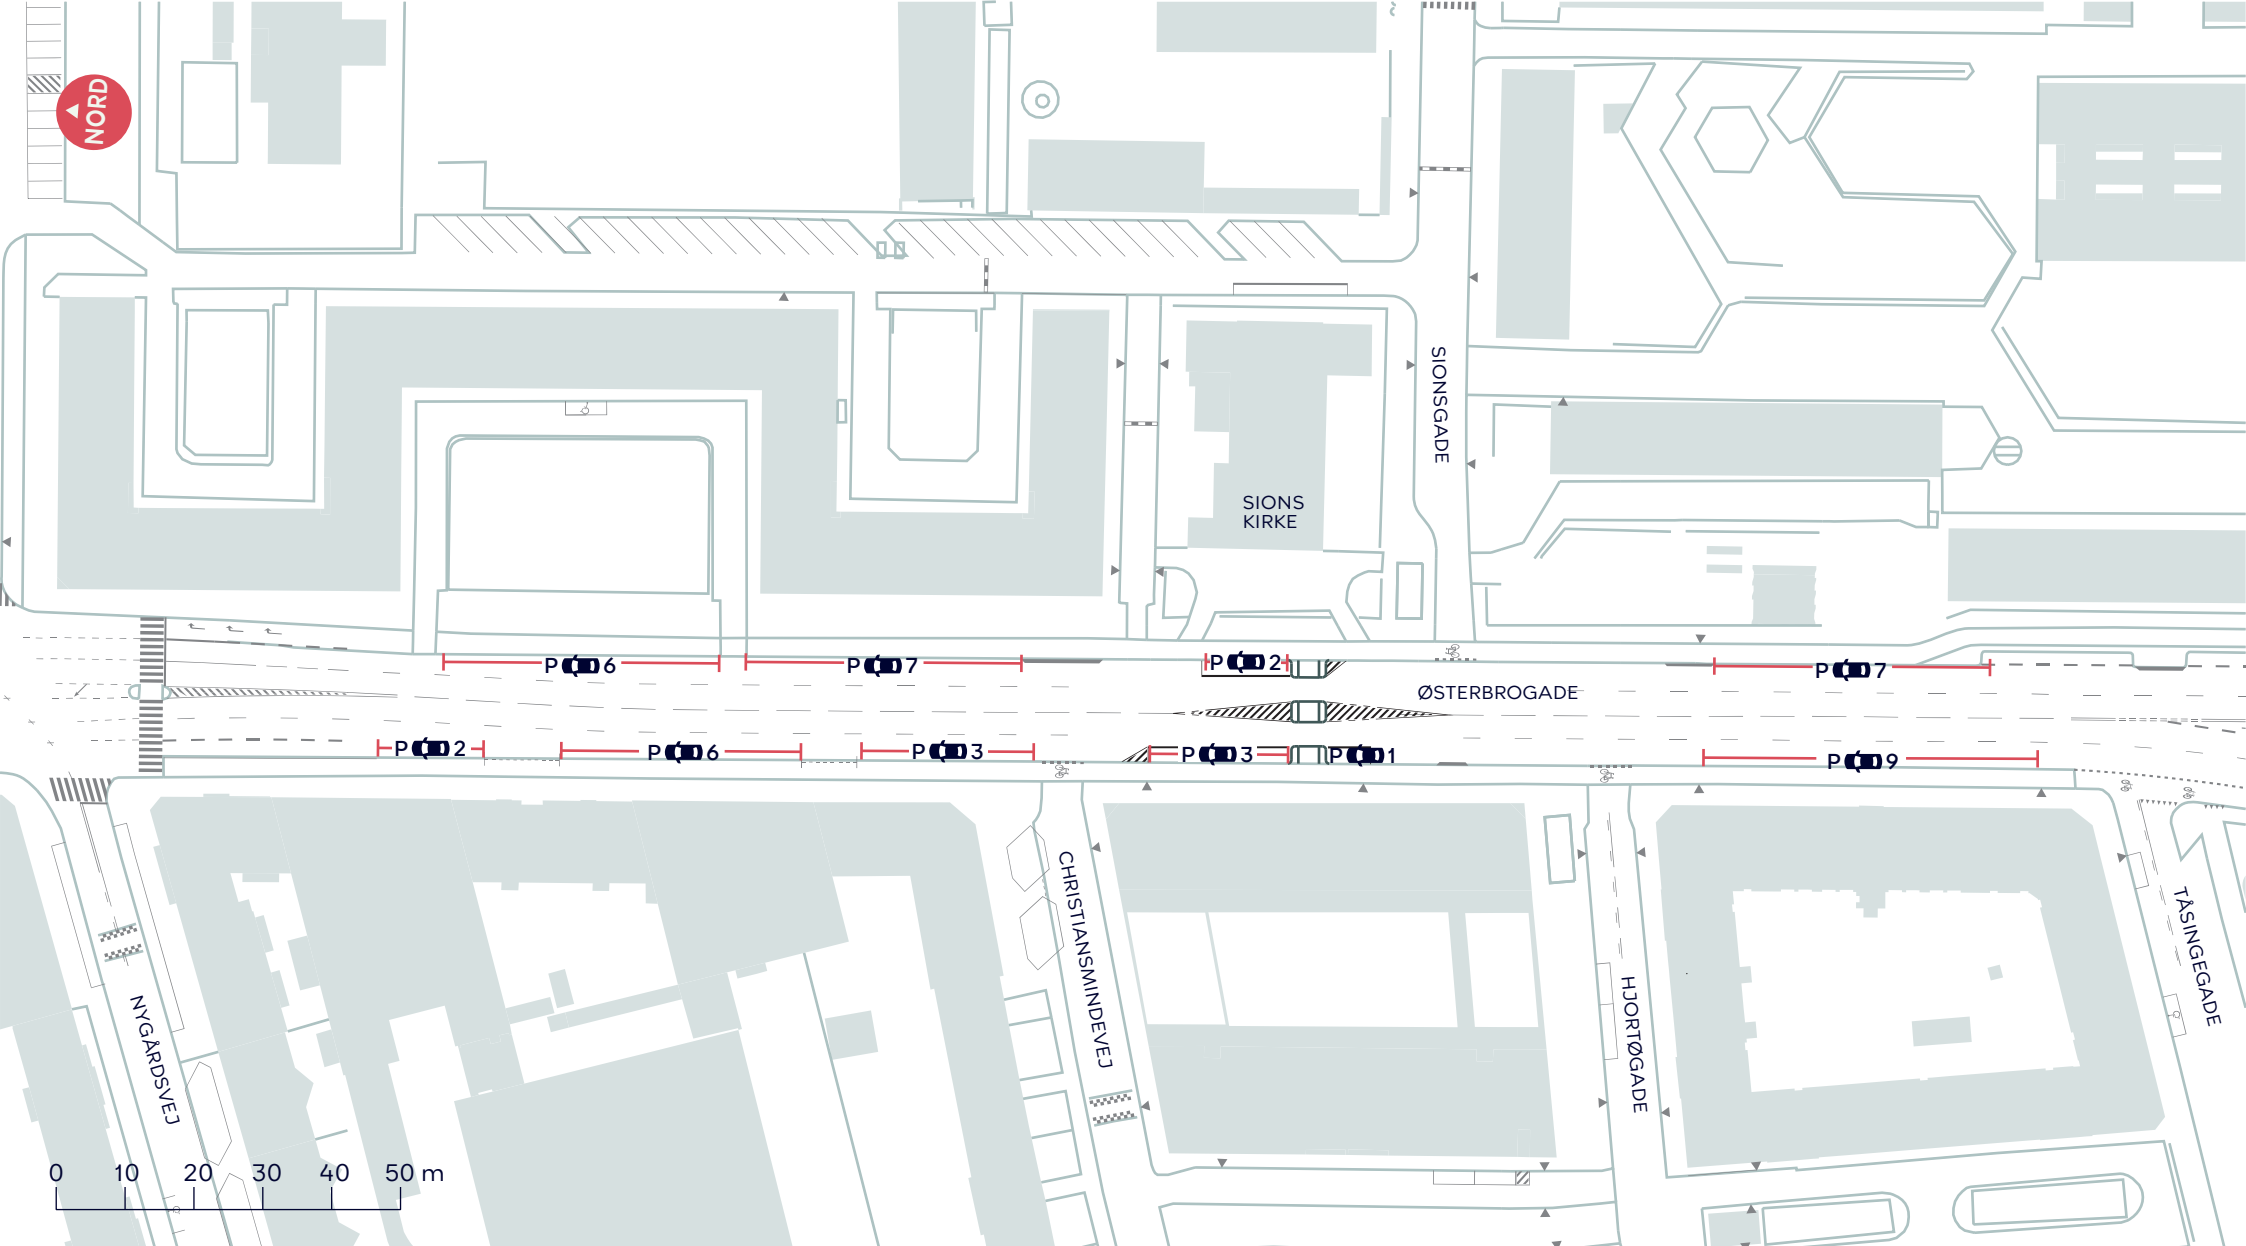 NORD
SIONSGADE
SIONS
KIRKE
P 6
P 7
P 2
P 7
ØSTERBROGADE
P 2
P 6
P 3
P 3
P 1
P 9
CHRISTIANSMINDEVEJ
TÅSINGEGADE
HJORTØGADE
NYGÅRDSVEJ
0 10 20 30 40 50 m